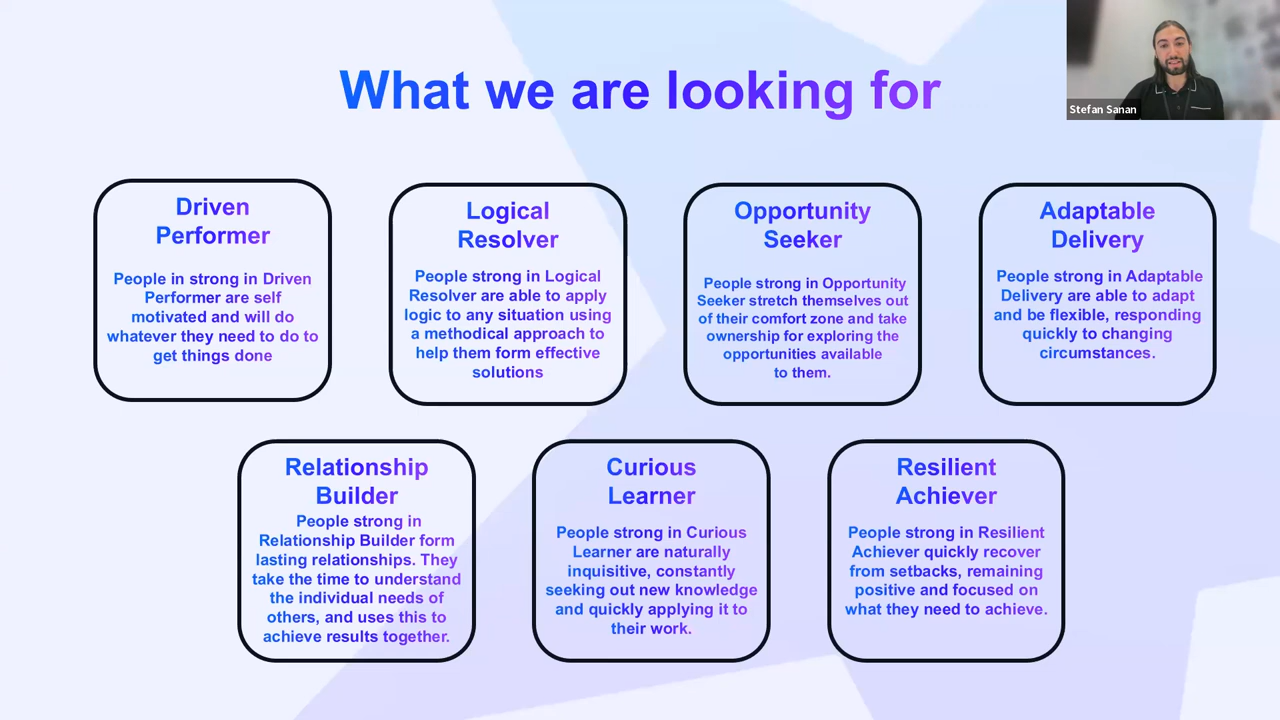 What we are looking for
Stefan Sanan
Driven
Performer
People in strong in Driven
Performer are self
motivated and will do
whatever they need to do to
get things done
Logical
Resolver
People strong in Logical
Resolver are able to apply
logic to any situation using
a methodical approach to
help them form effective
solutions
Opportunity
Seeker
People strong in Opportunity
Seeker stretch themselves out
of their comfort zone and take
ownership for exploring the
opportunities available
to them.
Adaptable
Delivery
People strong in Adaptable
Delivery are able to adapt
and be flexible, responding
quickly to changing
circumstances.
Relationship
Builder
People strong in
Relationship Builder form
lasting relationships. They
take the time to understand
the individual needs of
others, and uses this to
achieve results together.
Curious
Learner
People strong in Curious
Learner are naturally
inquisitive, constantly
seeking out new knowledge
and quickly applying it to
their work.
Resilient
Achiever
People strong in Resilient
Achiever quickly recover
from setbacks, remaining
positive and focused on
what they need to achieve.